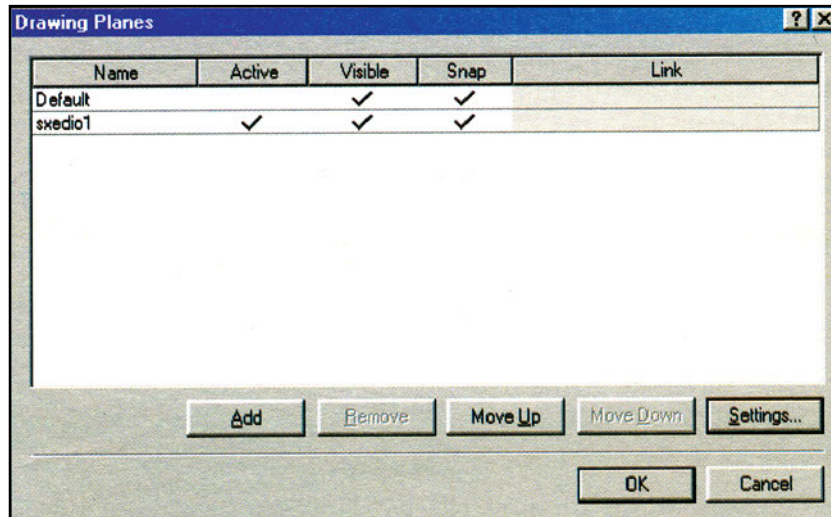 Drawing Planes
Name Active Visible Snap Link
Default
sxedio1
Add Remove Move Up Move Down Settings...
OK Cancel